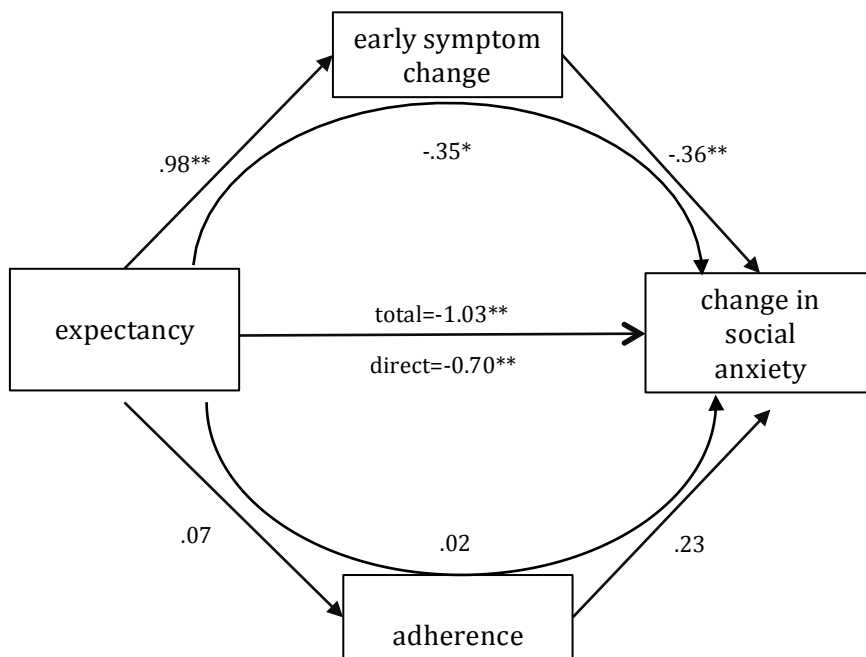 early symptom
change
.98**
-.35*
-.36**
expectancy
total=-1.03**
direct=-0.70**
change in
social
anxiety
.07
.02
.23
adherence